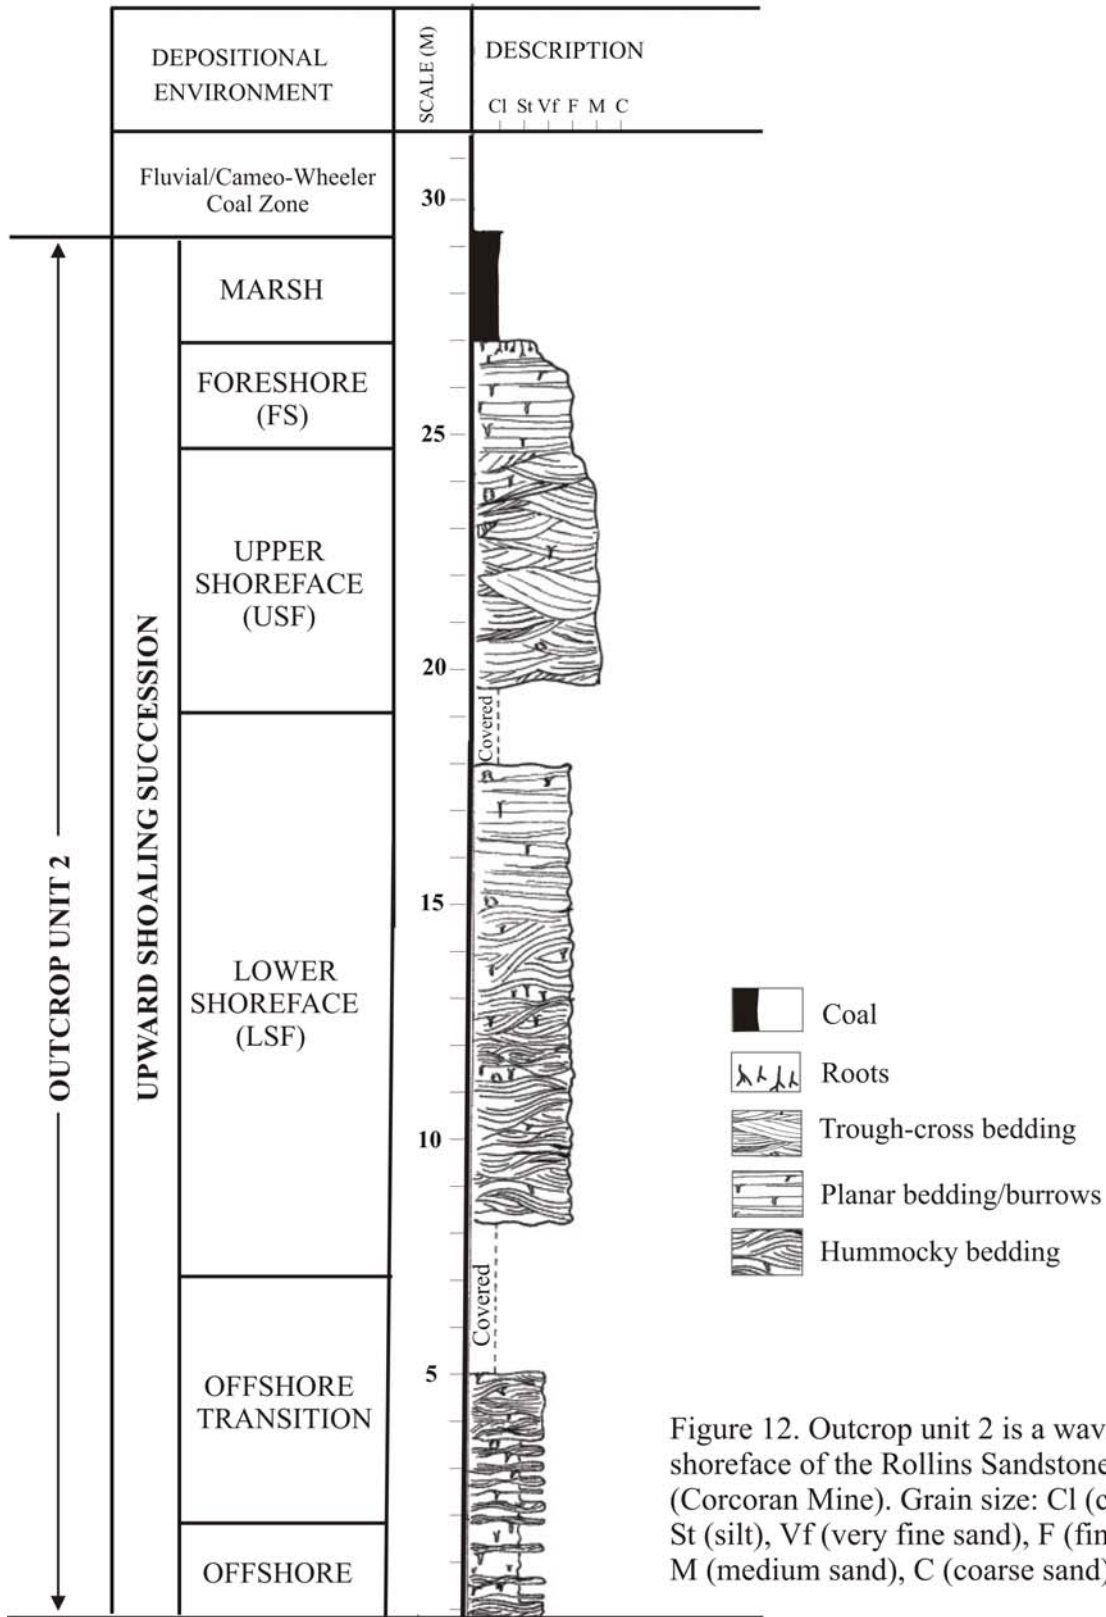 DEPOSITIONAL
ENVIRONMENT
SCALE (M)
DESCRIPTION
Cl St Vf F M C
Fluvial/Cameo-Wheeler
Coal Zone
30
MARSH
FORESHORE
(FS)
25
UPPER
SHOREFACE
(USF)
20
Covered
OUTCROP UNIT 2
UPWARD SHOALING SUCCESSION
15
LOWER
SHOREFACE
(LSF)
10
Covered
5
OFFSHORE
TRANSITION
OFFSHORE
Coal
Roots
Trough-cross bedding
Planar bedding/burrows
Hummocky bedding
Figure 12. Outcrop unit 2 is a wav
shoreface of the Rollins Sandstone
(Corcoran Mine). Grain size: Cl (c
St (silt), Vf (very fine sand), F (fin
M (medium sand), C (coarse sand)